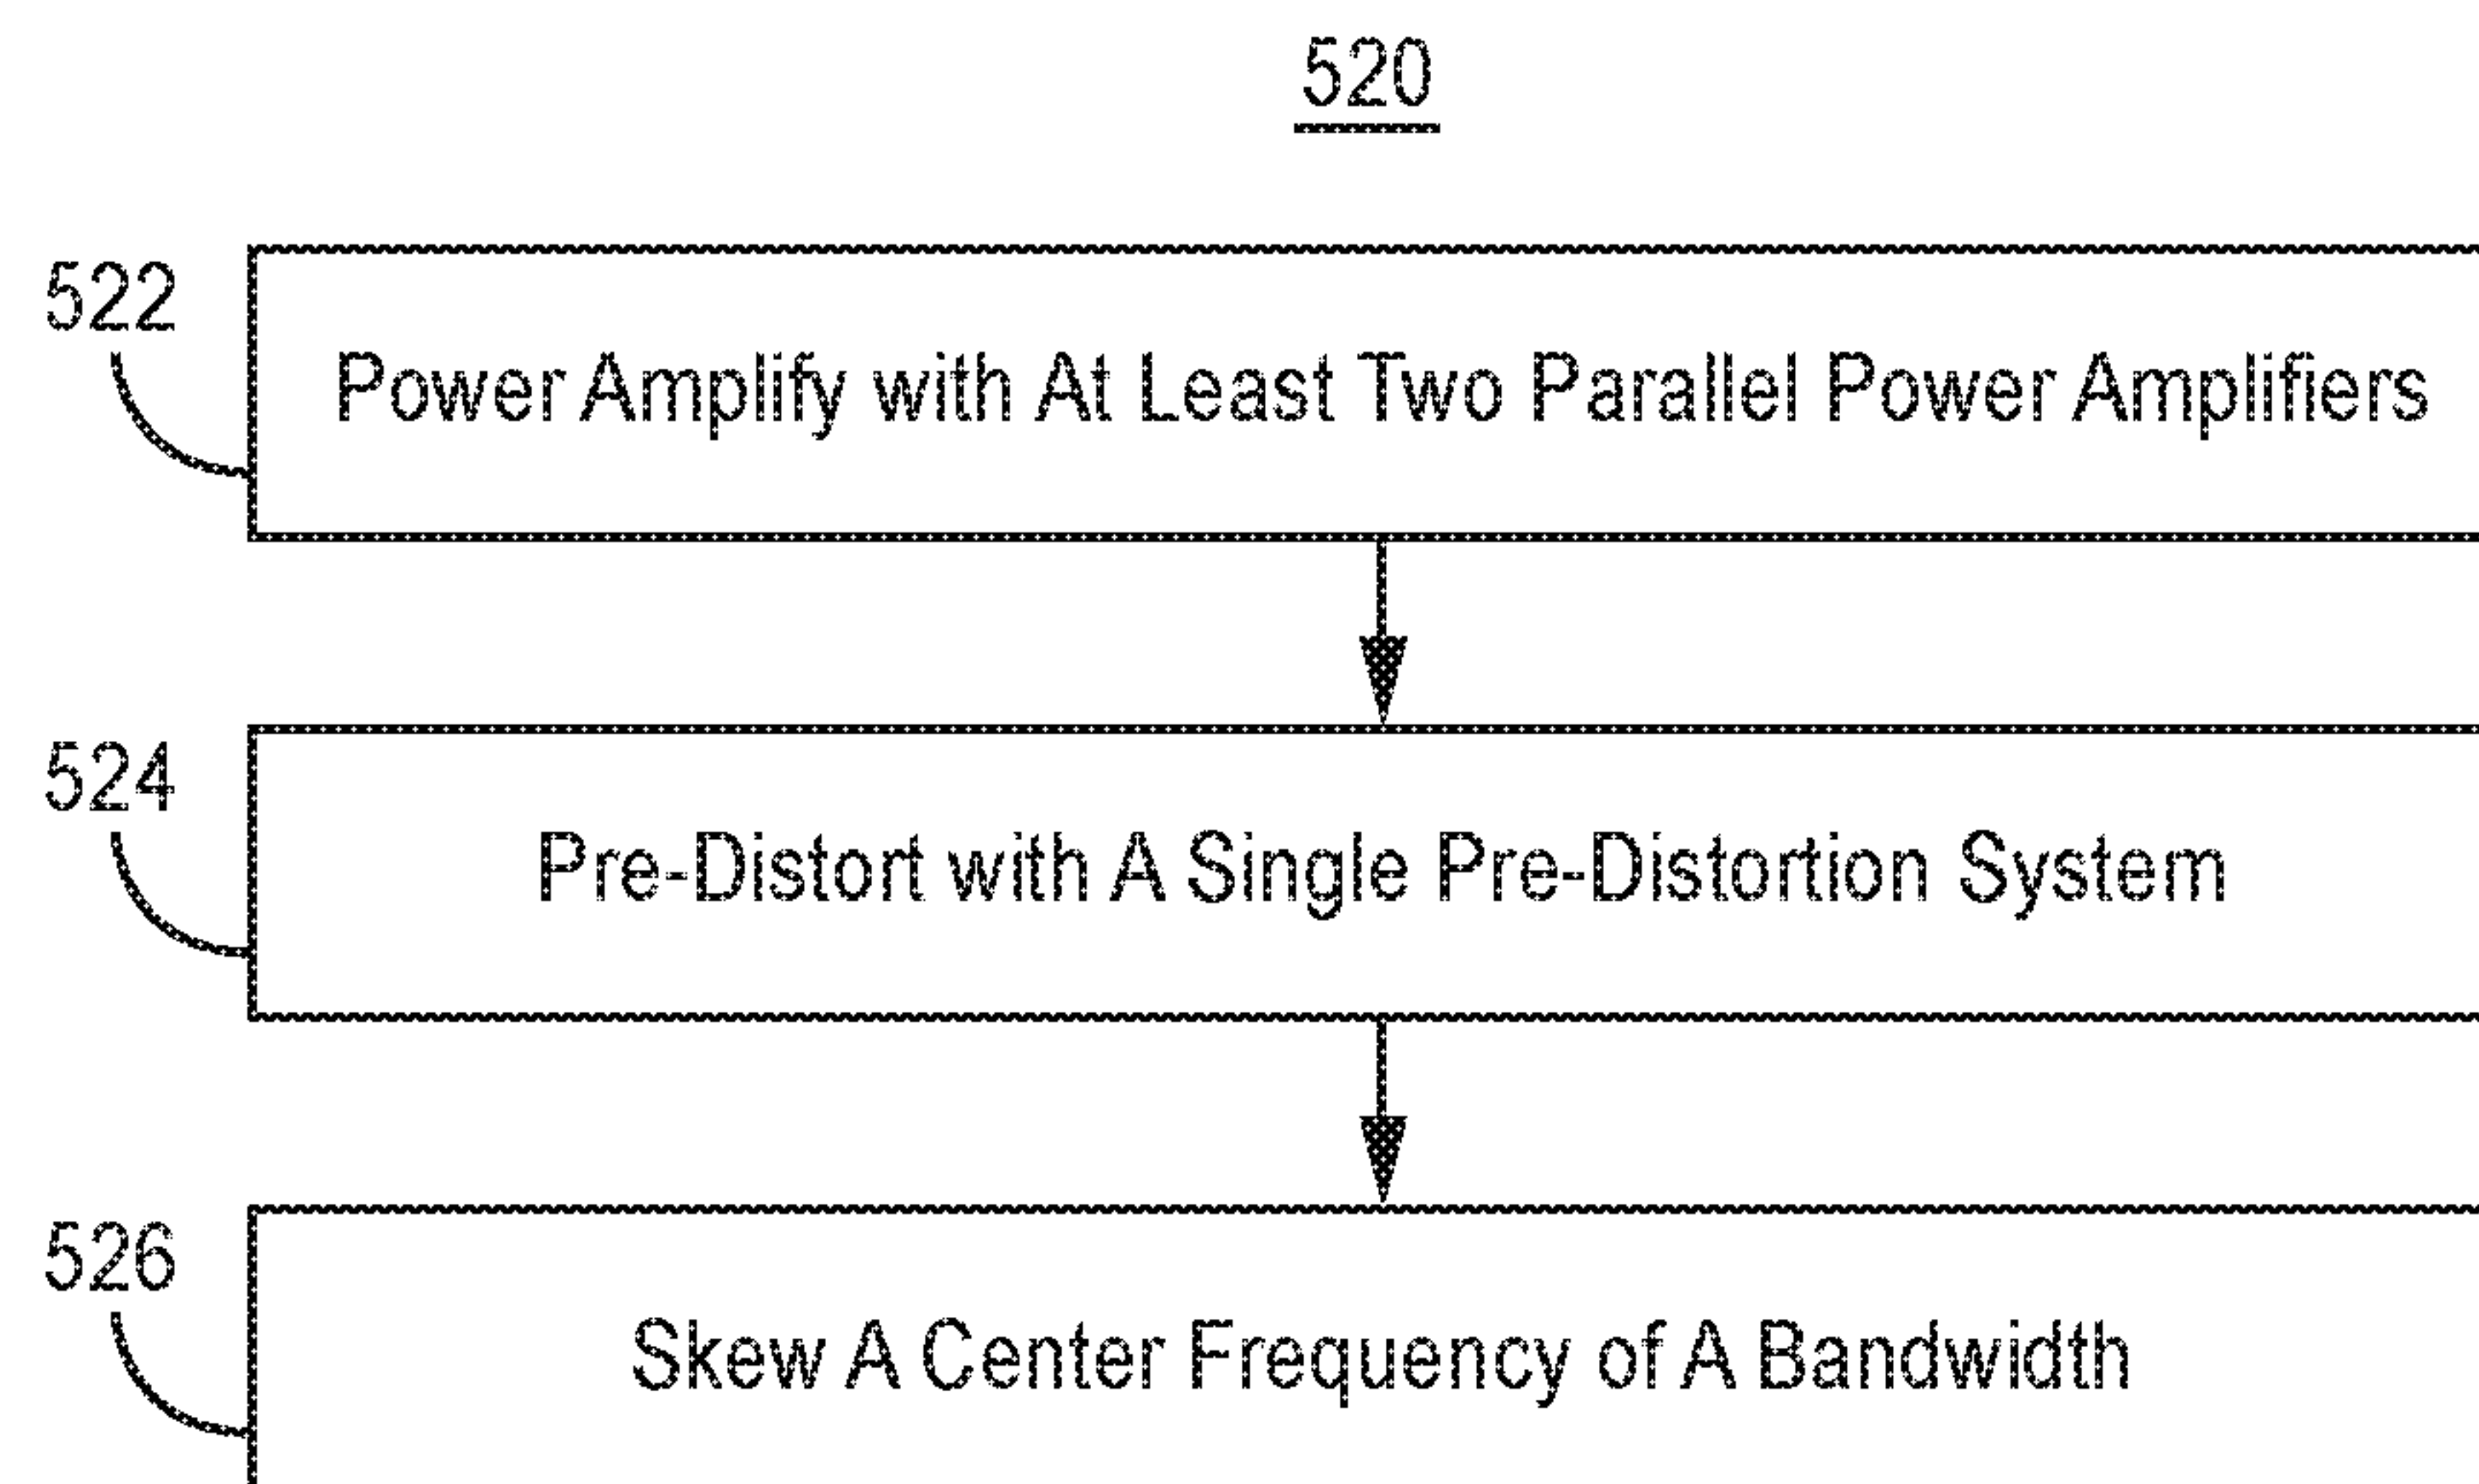 520
522
Power Amplify with At Least Two Parallel Power Amplifiers
524
Pre-Distort with A Single Pre-Distortion System
526
Skew A Center Frequency of A Bandwidth